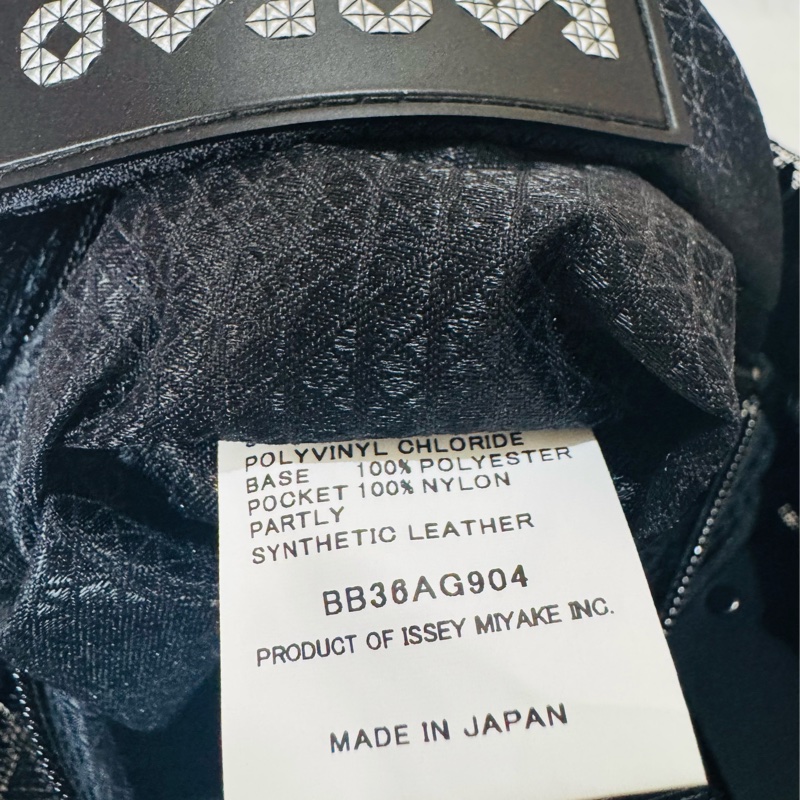 POLYVINYL CHLORIDE
BASE 100% POLYESTER
POCKET 100% NYLON
PARTLY
SYNTHETIC LEATHER
BB36AG904
PRODUCT OF ISSEY MIYAKE INC.
MADE IN JAPAN